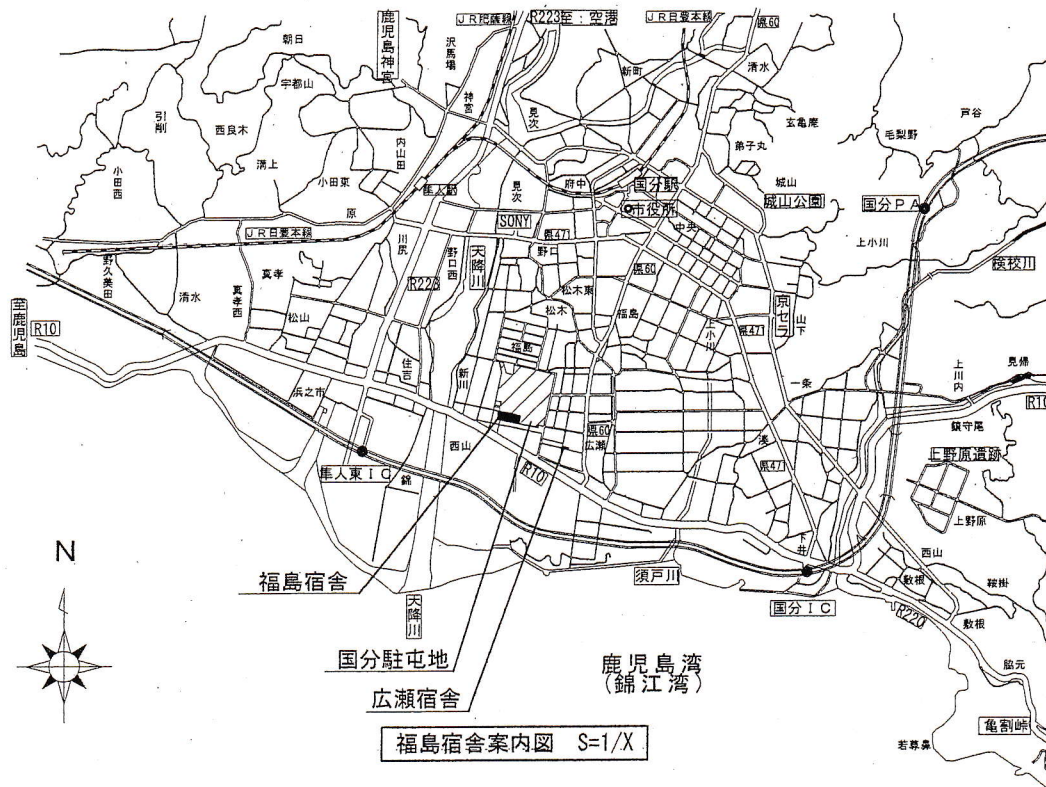 JR肥薩線
R223至:空港
JR日豊本線
県60
鹿児島神宮
沢馬場
朝日
宇都山
新町
清水
神宮
見次
引削
西良木
内山田
玄亀庵
戸谷
毛梨野
弟子丸
溝上
小田西
小田東
隼人駅
見次
府中
国分駅
城山
城山公園
国分PA
市役所
原
SONY
中央
JR日豊本線
川尻
県471
上小川
野口西
天降川
野口
県60
検校川
野久美田
真孝
清水
真孝西
R223
松木東
至鹿児島
R10
松山
松木
福島
上小川
京セラ
県471
山下
福島
住吉
新川
一条
上川内
見帰
R10
浜之市
県60
広瀬
鎮守尾
西山
湊
上野原遺跡
隼人東IC
錦
R10
県471
上野原
下井
西山
N
福島宿舎
須戸川
敷根
鞍掛
国分IC
天降川
R220
敷根
国分駐屯地
鹿児島湾
(錦江湾)
脇元
広瀬宿舎
亀割峠
福島宿舎案内図 S=1/X
若尊鼻